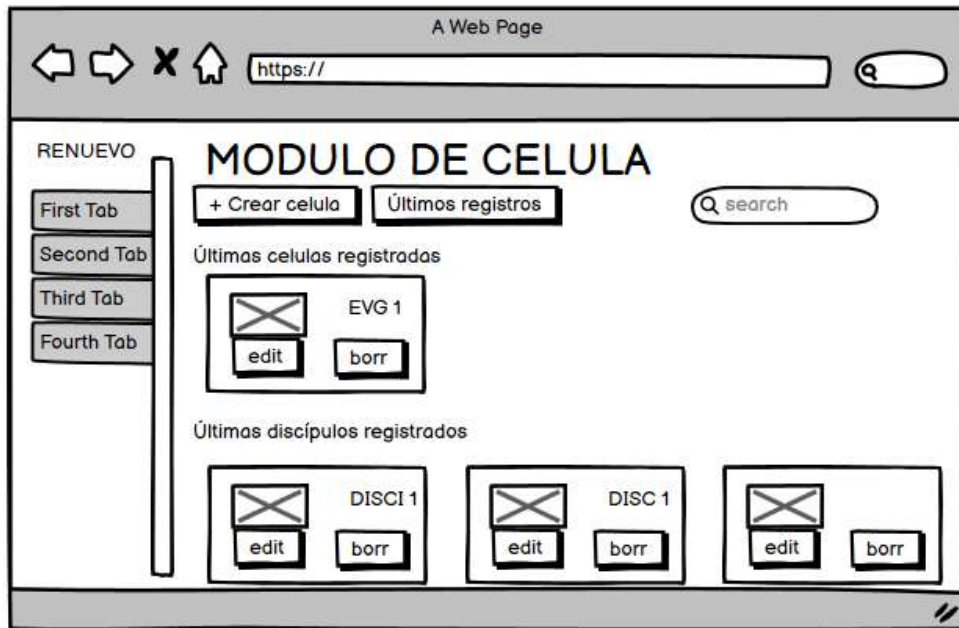 A Web Page
https://
RENUEVO
First Tab
Second Tab
Third Tab
Fourth Tab
MODULO DE CELULA
+ Crear celula
Últimos registros
search
Últimas celulas registradas
EVG 1
edit
borr
Últimas discípulos registrados
DISCI 1
edit
borr
DISC 1
edit
borr
edit
borr